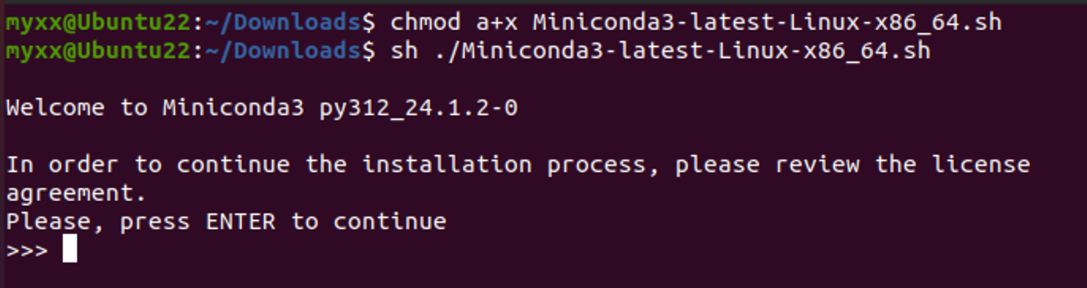 myxx@Ubuntu22:~/Downloads$ chmod a+x Miniconda3-latest-Linux-x86_64.sh
myxx@Ubuntu22:~/Downloads$ sh ./Miniconda3-latest-Linux-x86_64.sh
Welcome to Miniconda3 py312_24.1.2-0
In order to continue the installation process, please review the license
agreement.
Please, press ENTER to continue
>>>